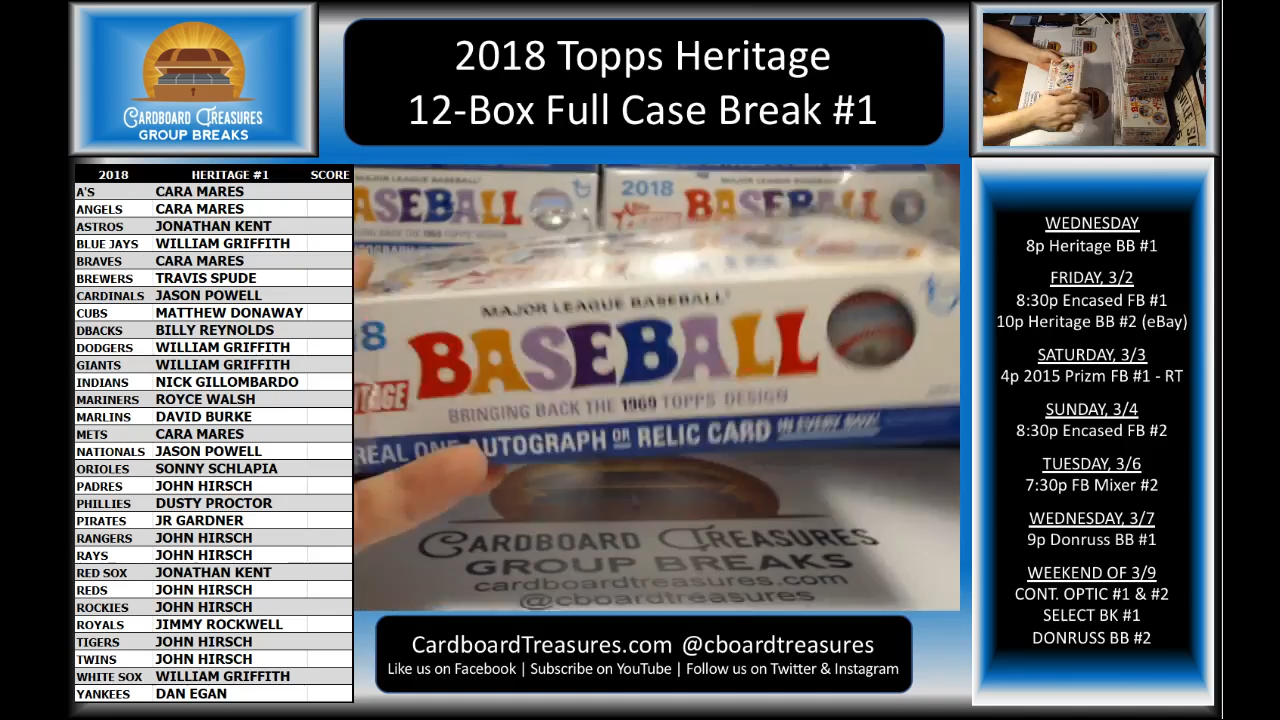 CARDBOARD TREASURES
GROUP BREAKS
2018 Topps Heritage
12-Box Full Case Break #1
2018 HERITAGE #1 SCORE
A'S CARA MARES
ANGELS CARA MARES
ASTROS JONATHAN KENT
BLUE JAYS WILLIAM GRIFFITH
BRAVES CARA MARES
BREWERS TRAVIS SPUDE
CARDINALS JASON POWELL
CUBS MATTHEW DONAWAY
DBACKS BILLY REYNOLDS
DODGERS WILLIAM GRIFFITH
GIANTS WILLIAM GRIFFITH
INDIANS NICK GILLOMBARDO
MARINERS ROYCE WALSH
MARLINS DAVID BURKE
METS CARA MARES
NATIONALS JASON POWELL
ORIOLES SONNY SCHLAPIA
PADRES JOHN HIRSCH
PHILLIES DUSTY PROCTOR
PIRATES JR GARDNER
RANGERS JOHN HIRSCH
RAYS JOHN HIRSCH
RED SOX JONATHAN KENT
REDS JOHN HIRSCH
ROCKIES JOHN HIRSCH
ROYALS JIMMY ROCKWELL
TIGERS JOHN HIRSCH
TWINS JOHN HIRSCH
WHITE SOX WILLIAM GRIFFITH
YANKEES DAN EGAN
ASEBALL
2018
BASEBALL
MAJOR LEAGUE BASEBALL
8 BASEBALL
TAGE
BRINGING BACK THE 1969 TOPPS DESIGN
REAL ONE AUTOGRAPH OR RELIC CARD IN EVERY BOX!
CARDBOARD TREASURES
GROUP BREAKS
cardboardtreasures.com
@cboardtreasures
CardboardTreasures.com @cboardtreasures
Like us on Facebook | Subscribe on YouTube | Follow us on Twitter & Instagram
WEDNESDAY
8p Heritage BB #1
FRIDAY, 3/2
8:30p Encased FB #1
10p Heritage BB #2 (eBay)
SATURDAY, 3/3
4p 2015 Prizm FB #1 - RT
SUNDAY, 3/4
8:30p Encased FB #2
TUESDAY, 3/6
7:30p FB Mixer #2
WEDNESDAY, 3/7
9p Donruss BB #1
WEEKEND OF 3/9
CONT. OPTIC #1 & #2
SELECT BK #1
DONRUSS BB #2